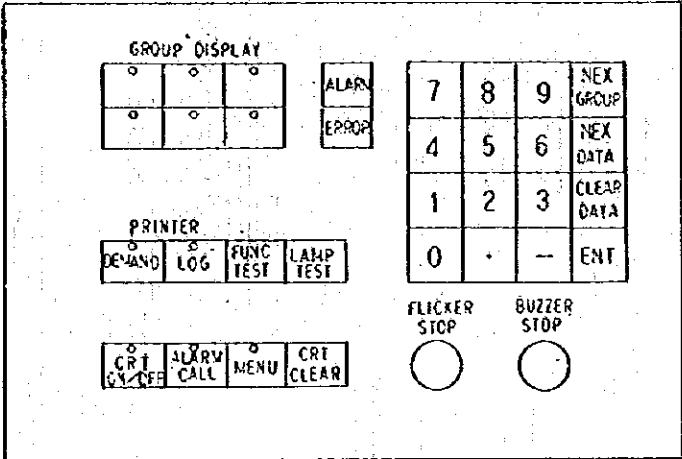 GROUP DISPLAY
ALARM
ERROR
7 8 9 NEX GROUP
4 5 6 NEX DATA
1 2 3 CLEAR DATA
0 · — ENT
PRINTER
DEMAND LOG FUNC TEST LAMP TEST
FLICKER STOP
BUZZER STOP
CRT ON/OFF ALARM CALL MENU CRT CLEAR